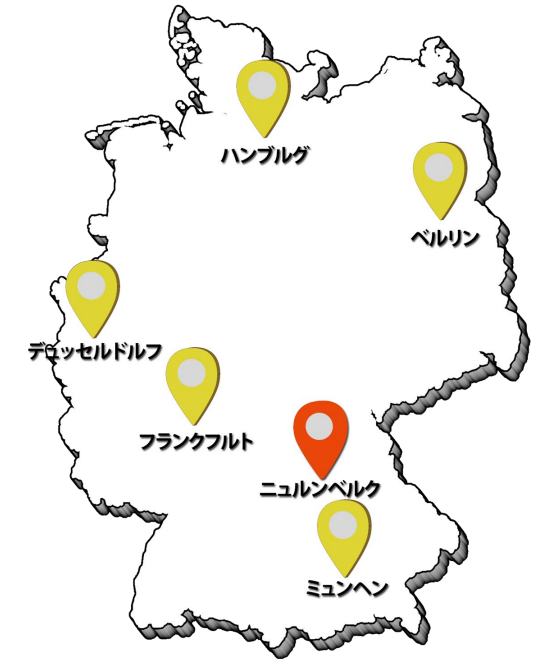 ハンブルグ
ベルリン
デュッセルドルフ
フランクフルト
ニュルンベルク
ミュンヘン